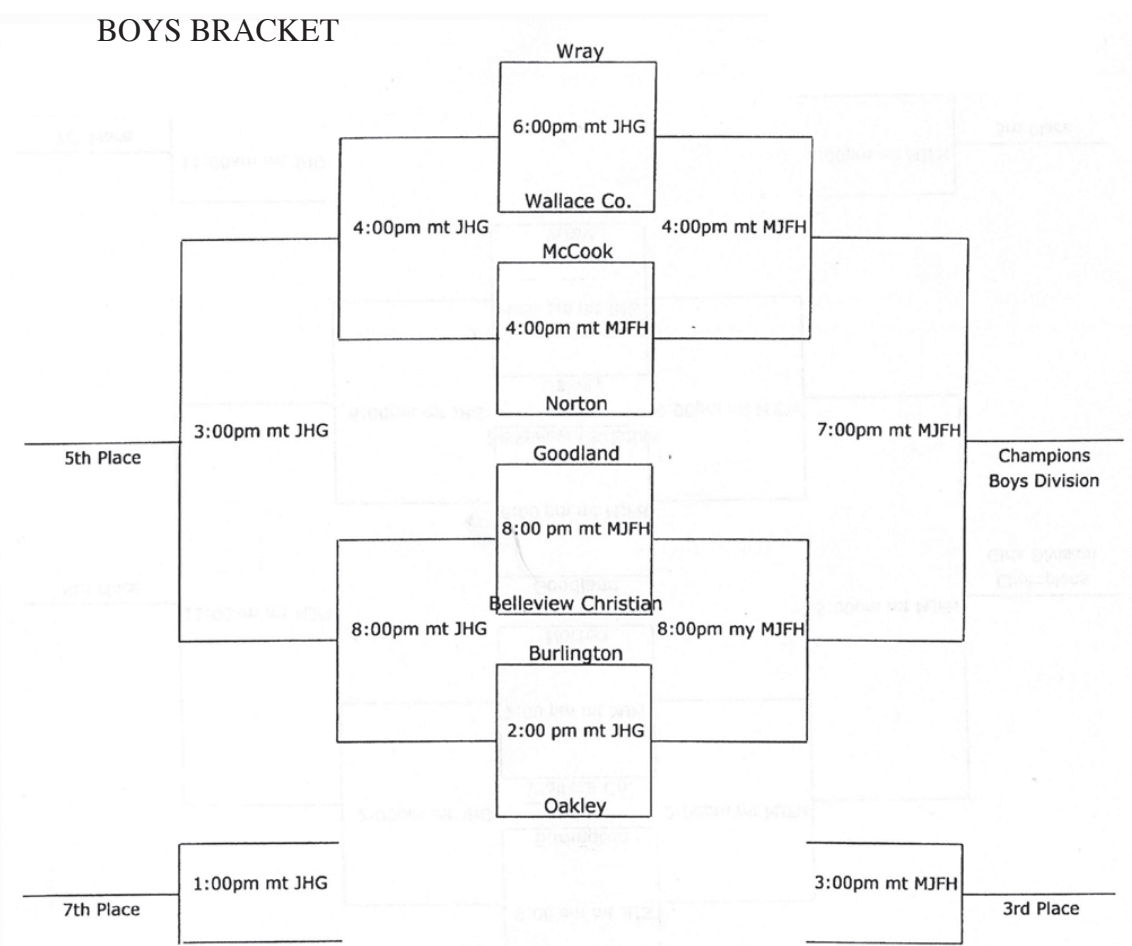 BOYS BRACKET
Wray
6:00pm mt JHG
Wallace Co.
4:00pm mt JHG
4:00pm mt MJFH
McCook
4:00pm mt MJFH
Norton
3:00pm mt JHG
7:00pm mt MJFH
5th Place
Goodland
Champions
Boys Division
8:00 pm mt MJFH
Belleview Christian
8:00pm mt JHG
8:00pm my MJFH
Burlington
2:00 pm mt JHG
Oakley
1:00pm mt JHG
3:00pm mt MJFH
7th Place
3rd Place